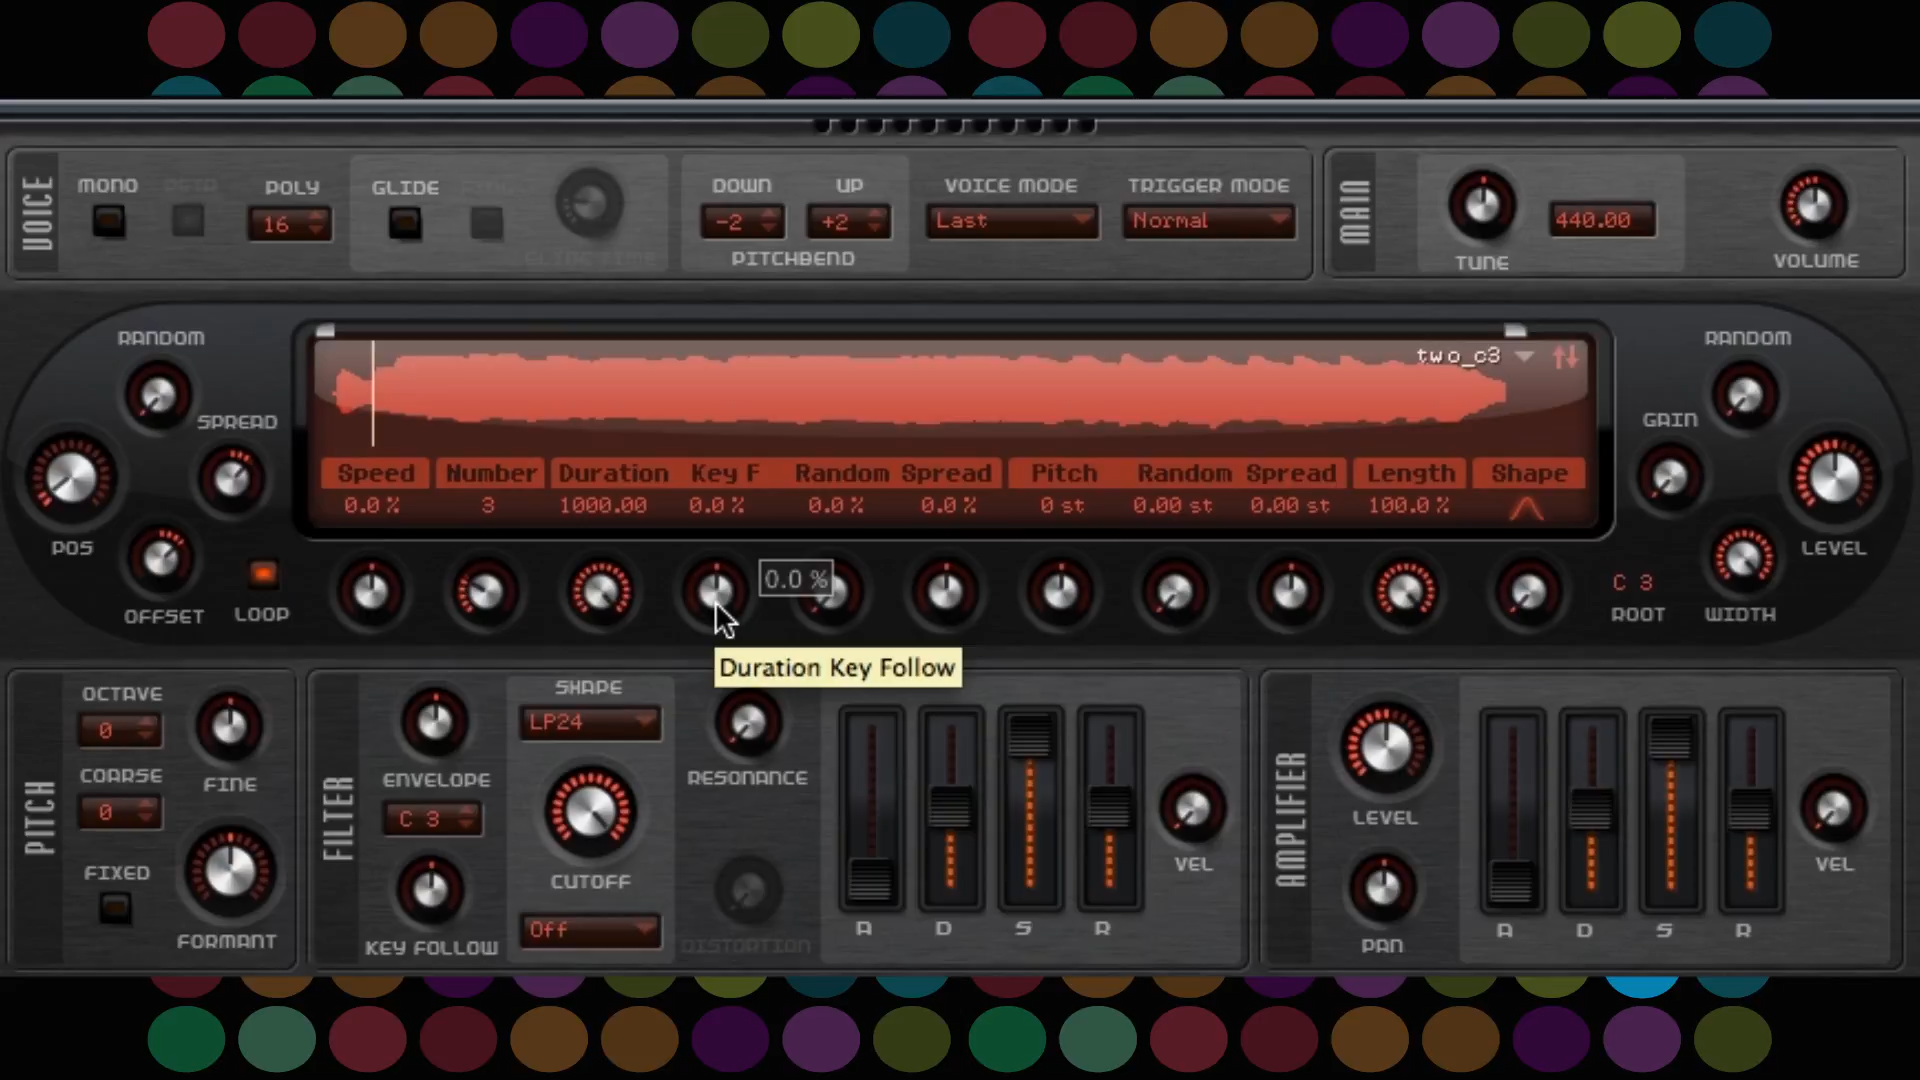 VOICE
MONO
POLY
16
GLIDE
DOWN
-2
UP
+2
PITCHBEND
VOICE MODE
Last
TRIGGER MODE
Normal
MAIN
TUNE
440.00
VOLUME
RANDOM
SPREAD
POS
OFFSET
LOOP
two_c3
Speed Number Duration Key F Random Spread Pitch Random Spread Length Shape
0.0 % 3 1000.00 0.0 % 0.0 % 0.0 % 0 st 0.00 st 0.00 st 100.0 %
0.0 %
Duration Key Follow
RANDOM
GAIN
LEVEL
C 3
ROOT
WIDTH
PITCH
OCTAVE
0
COARSE
0
FIXED
FINE
FORMANT
FILTER
ENVELOPE
C 3
KEY FOLLOW
SHAPE
LP24
CUTOFF
Off
RESONANCE
DISTORTION
A D S R
VEL
AMPLIFIER
LEVEL
PAN
A D S R
VEL